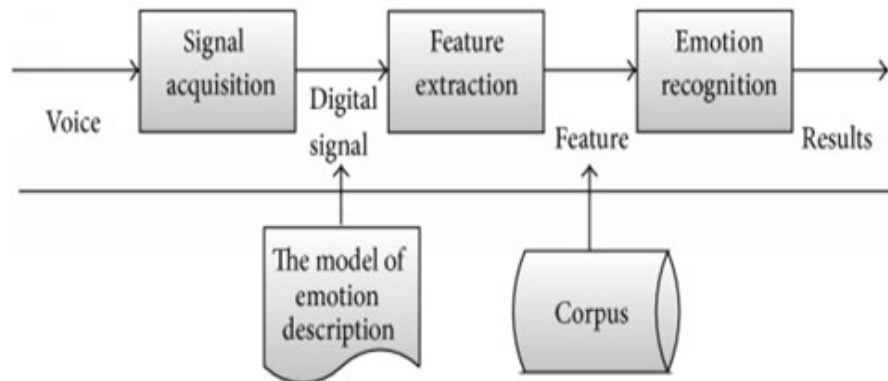 Signal
acquisition
Feature
extraction
Emotion
recognition
Voice
Digital
signal
Feature
Results
The model of
emotion
description
Corpus